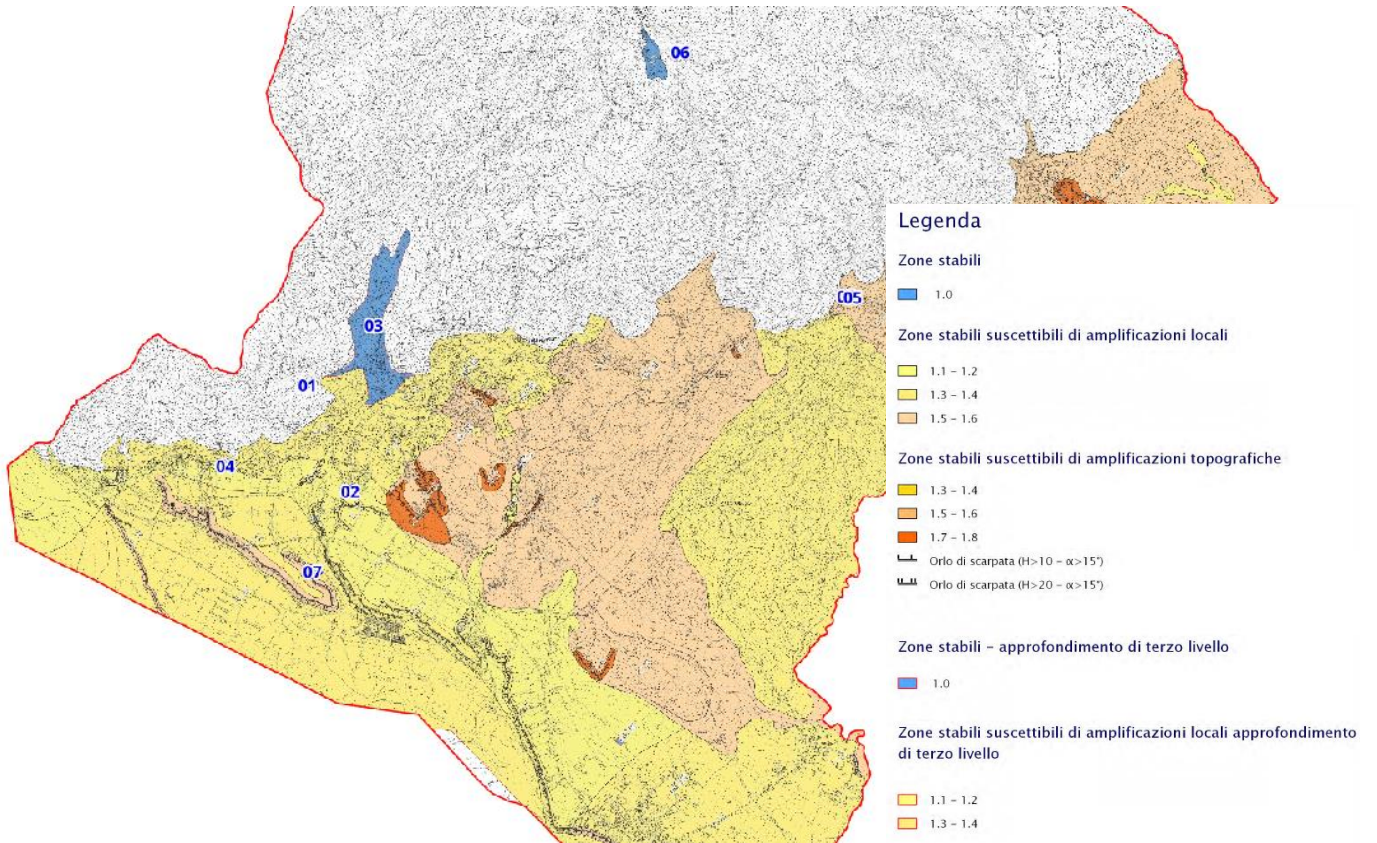 06
03
01
04
02
07
05
Legenda
Zone stabili
1.0
Zone stabili suscettibili di amplificazioni locali
1.1 – 1.2
1.3 – 1.4
1.5 – 1.6
Zone stabili suscettibili di amplificazioni topografiche
1.3 – 1.4
1.5 – 1.6
1.7 – 1.8
Orlo di scarpata (H>10 – α>15°)
Orlo di scarpata (H>20 – α>15°)
Zone stabili – approfondimento di terzo livello
1.0
Zone stabili suscettibili di amplificazioni locali approfondimento
di terzo livello
1.1 – 1.2
1.3 – 1.4